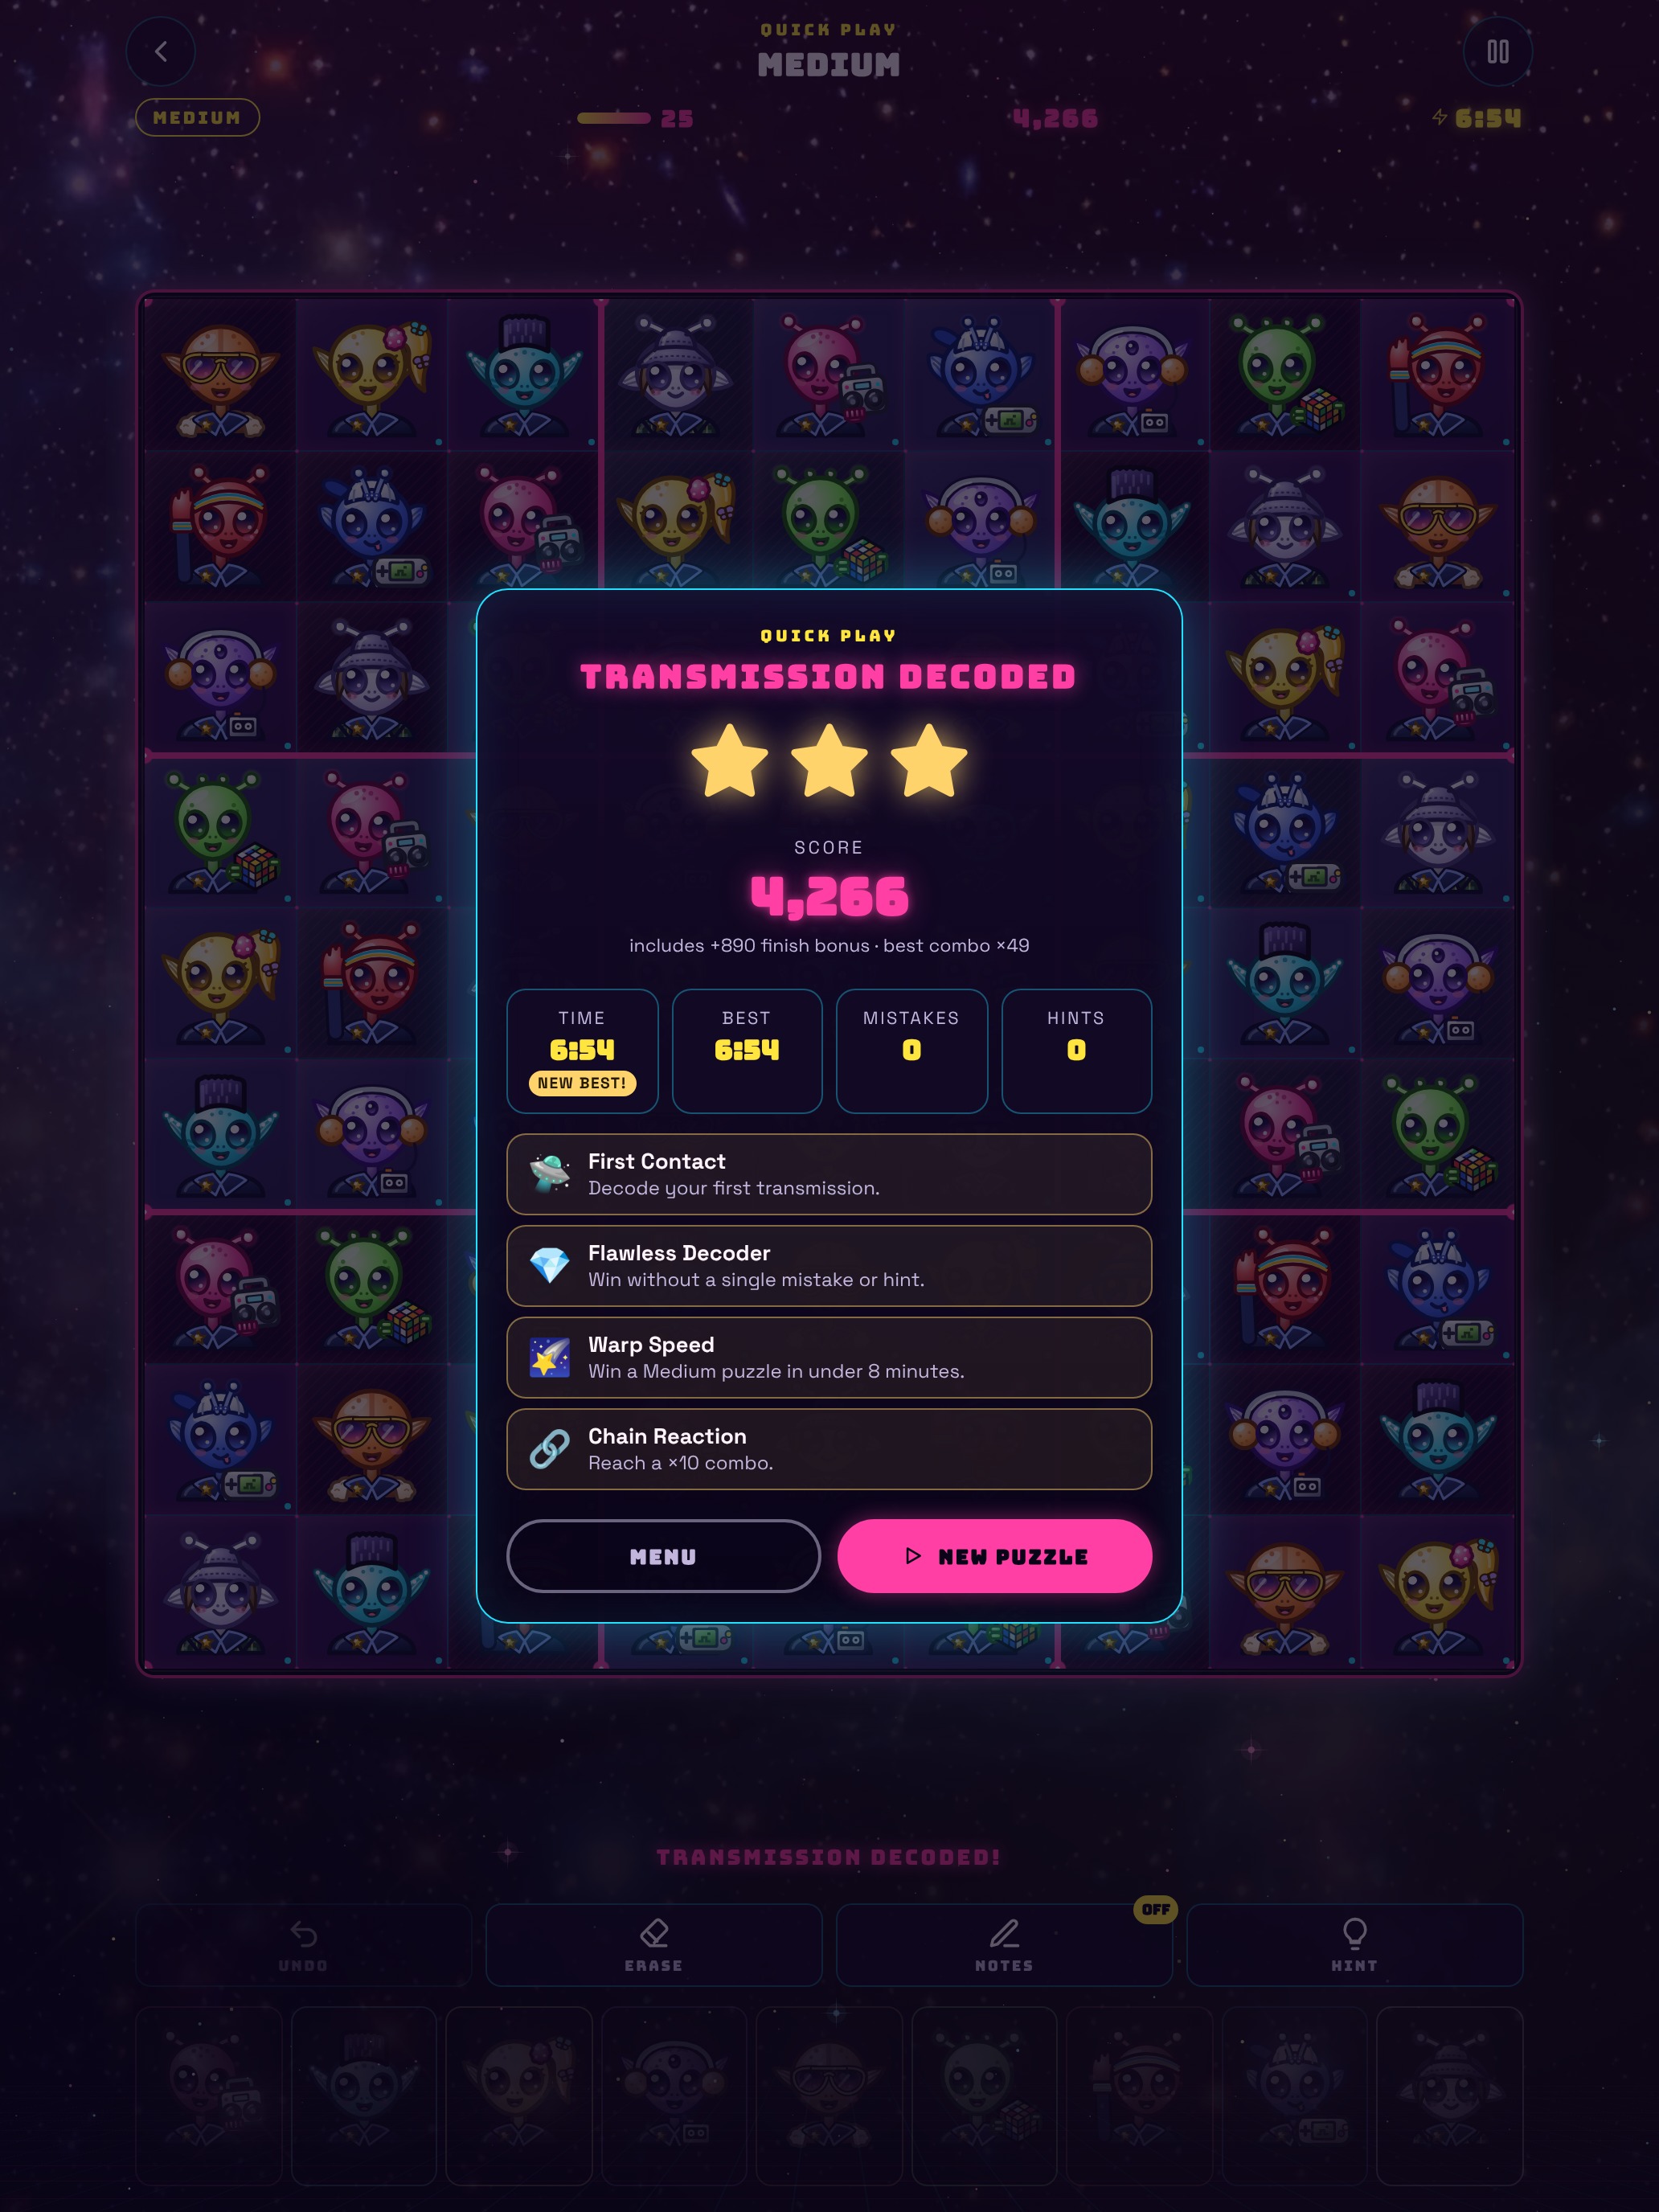 QUICK PLAY
MEDIUM
MEDIUM
25
4,266
6:54
QUICK PLAY
TRANSMISSION DECODED
SCORE
4,266
includes +890 finish bonus · best combo ×49
TIME
6:54
NEW BEST!
BEST
6:54
MISTAKES
0
HINTS
0
First Contact
Decode your first transmission.
Flawless Decoder
Win without a single mistake or hint.
Warp Speed
Win a Medium puzzle in under 8 minutes.
Chain Reaction
Reach a ×10 combo.
MENU
NEW PUZZLE
TRANSMISSION DECODED!
UNDO
ERASE
OFF
NOTES
HINT